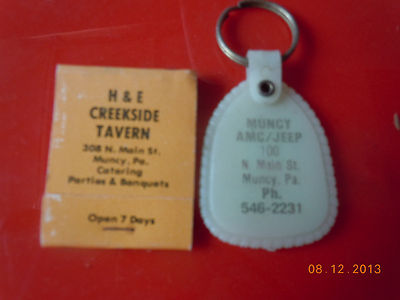 H & E
CREEKSIDE
TAVERN
308 N. Main St.
Muncy, Pa.
Catering
Parties & Banquets
Open 7 Days
MUNCY
AMC/JEEP
100
N. Main St.
Muncy, Pa.
Ph.
546-2231
08.12.2013